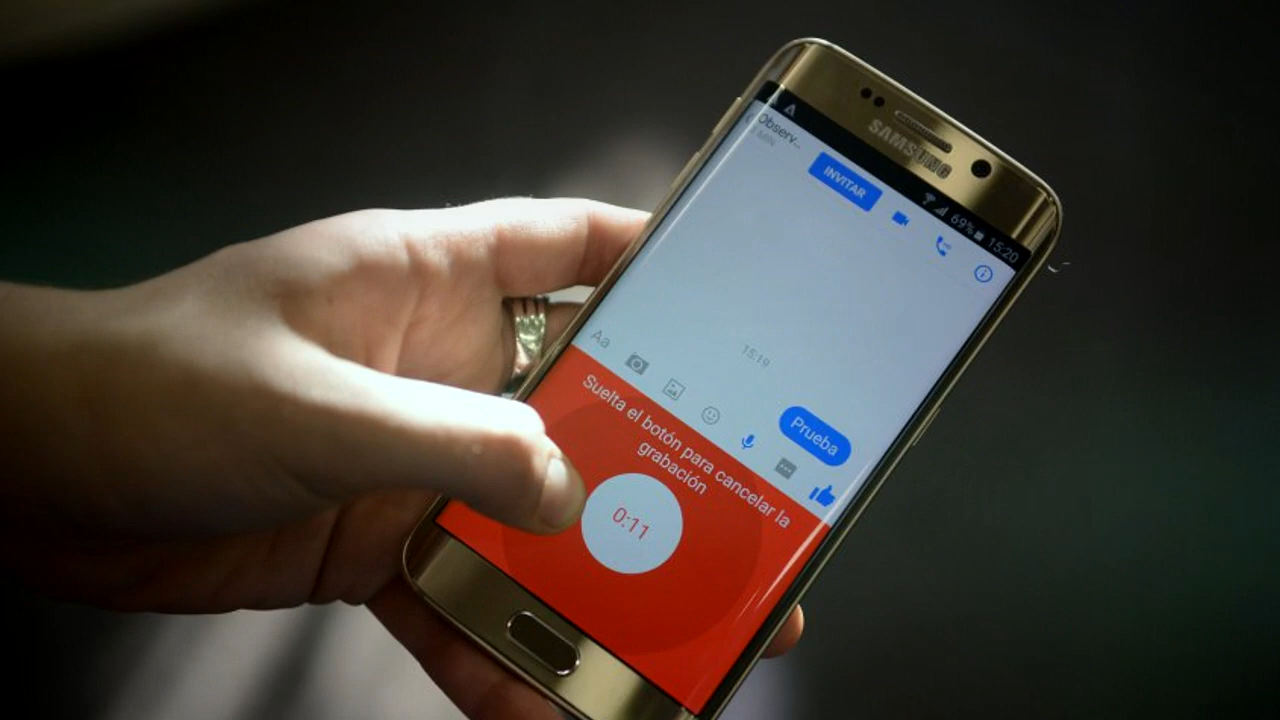 SAMSUNG
69% 15:20
Observ...
MIN
INVITAR
15:19
Prueba
Aa
Suelta el botón para cancelar la
grabación
0:11